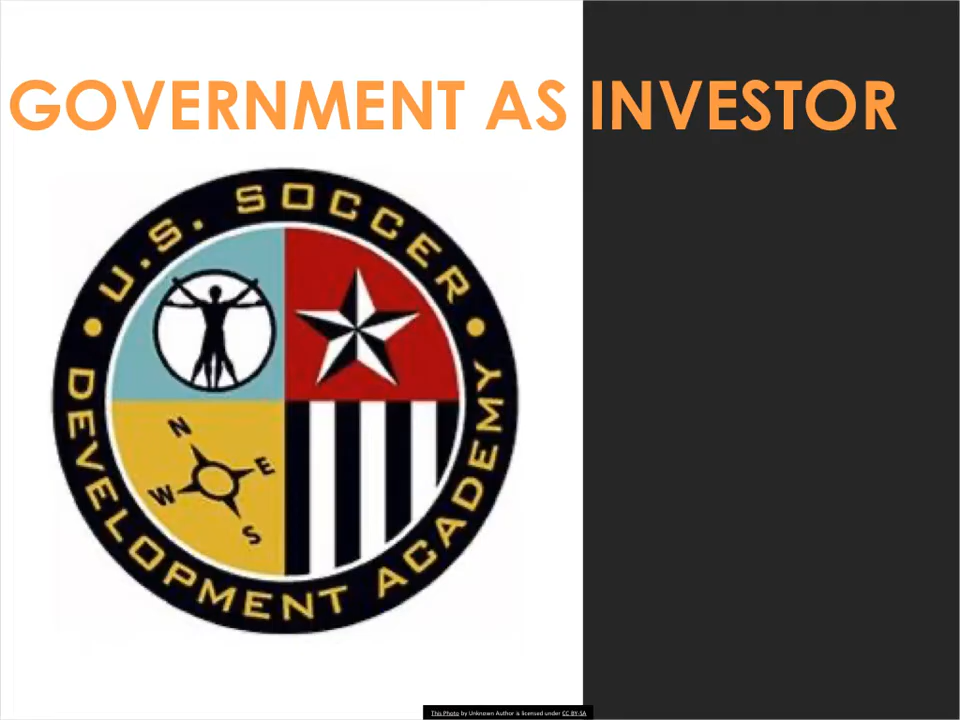 GOVERNMENT AS INVESTOR
U.S. SOCCER
DEVELOPMENT ACADEMY
N
E
W
S
This Photo by Unknown Author is licensed under CC BY-SA